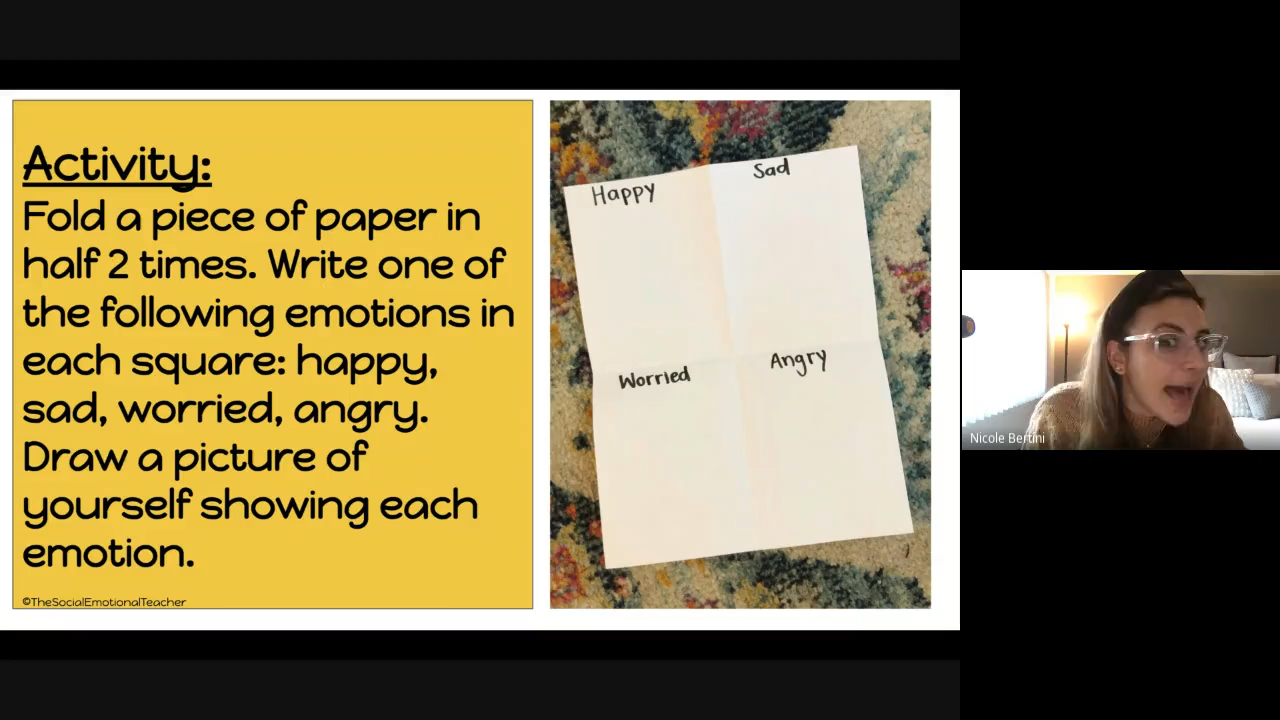 Activity:
Fold a piece of paper in
half 2 times. Write one of
the following emotions in
each square: happy,
sad, worried, angry.
Draw a picture of
yourself showing each
emotion.
©TheSocialEmotionalTeacher
Happy
Sad
Worried
Angry
Nicole Bertini